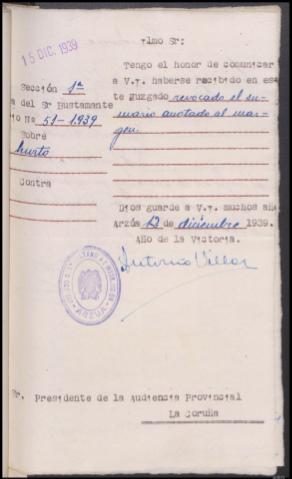 15 DIC. 1939
Ilmo Sr:
Tengo el honor de comunicar
a V.I. haberse recibido en es
te guzgado revocado el su-
mario anotado al mar-
gen.
Sección 1ª
a del Sr Bustamante
io Nº 51-1939
Sobre
hurto
Contra
Dios guarde a V.I. muchos añ
Arzúa 12 de diciembre 1939.
Año de la Victoria.
Antonio Villar
ARZUA
Sr. Presidente de la Audiencia Provincial
La Coruña